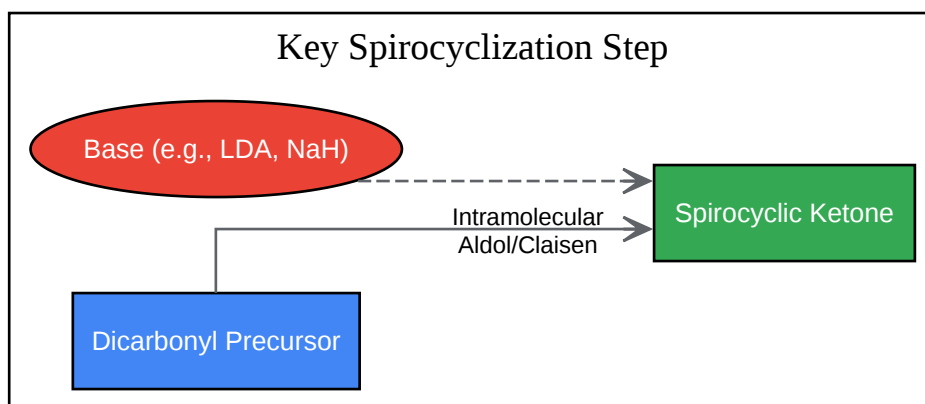 Key Spirocyclization Step
Base (e.g., LDA, NaH)
Spirocyclic Ketone
Intramolecular
Aldol/Claisen
Dicarbonyl Precursor